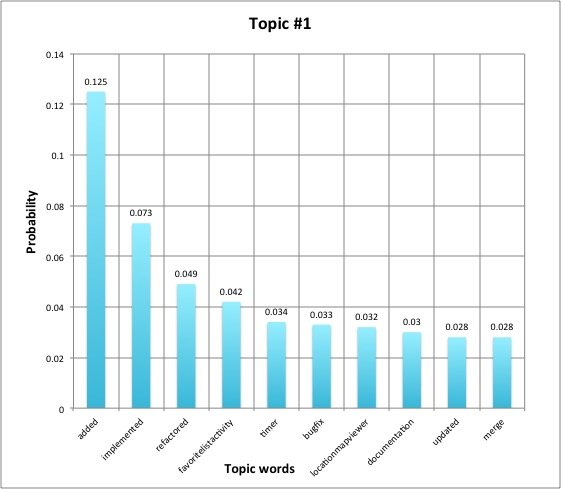 Topic #1
Probability
0.14
0.12
0.1
0.08
0.06
0.04
0.02
0
0.125
0.073
0.049
0.042
0.034
0.033
0.032
0.03
0.028
0.028
added
implemented
refactored
favoritelistactivity
timer
bugfix
locationmapviewer
documentation
updated
merge
Topic words